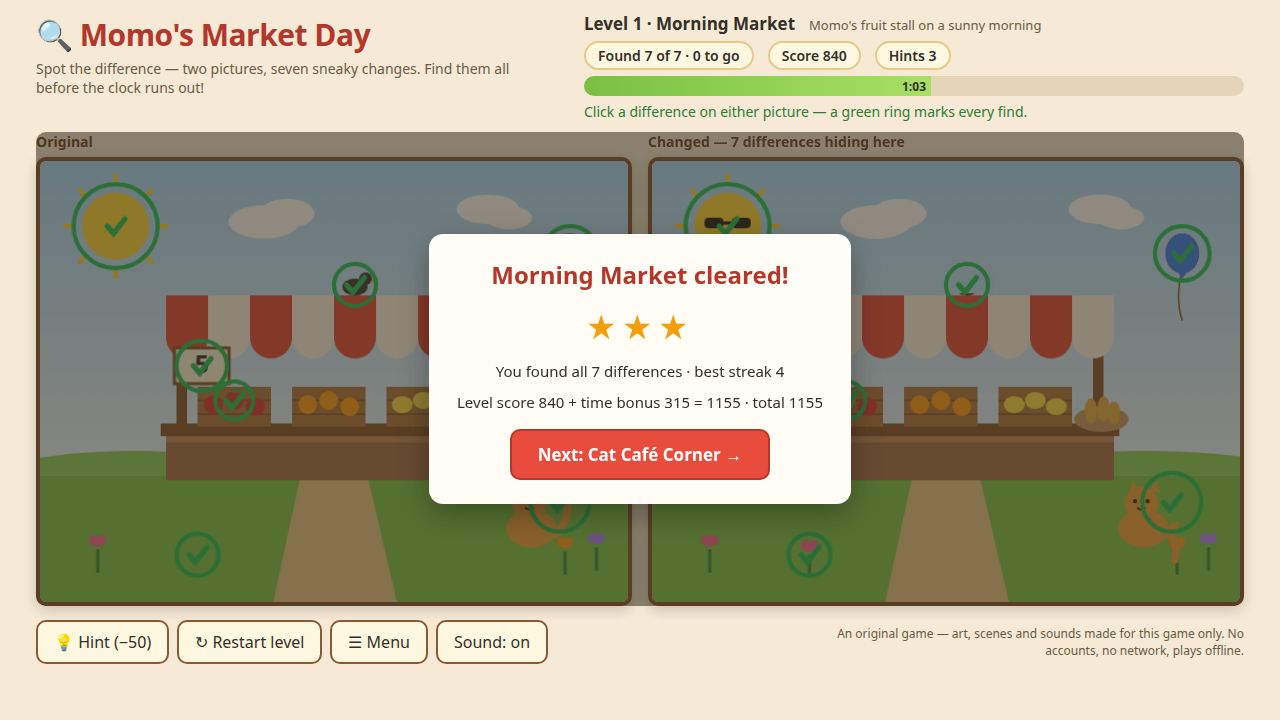 🔍 Momo's Market Day
Spot the difference — two pictures, seven sneaky changes. Find them all
before the clock runs out!
Level 1 · Morning Market Momo's fruit stall on a sunny morning
Found 7 of 7 · 0 to go Score 840 Hints 3
1:03
Click a difference on either picture — a green ring marks every find.
Original
Changed — 7 differences hiding here
5
Morning Market cleared!
★ ★ ★
You found all 7 differences · best streak 4
Level score 840 + time bonus 315 = 1155 · total 1155
Next: Cat Café Corner →
💡 Hint (−50) ↻ Restart level ☰ Menu Sound: on
An original game — art, scenes and sounds made for this game only. No
accounts, no network, plays offline.